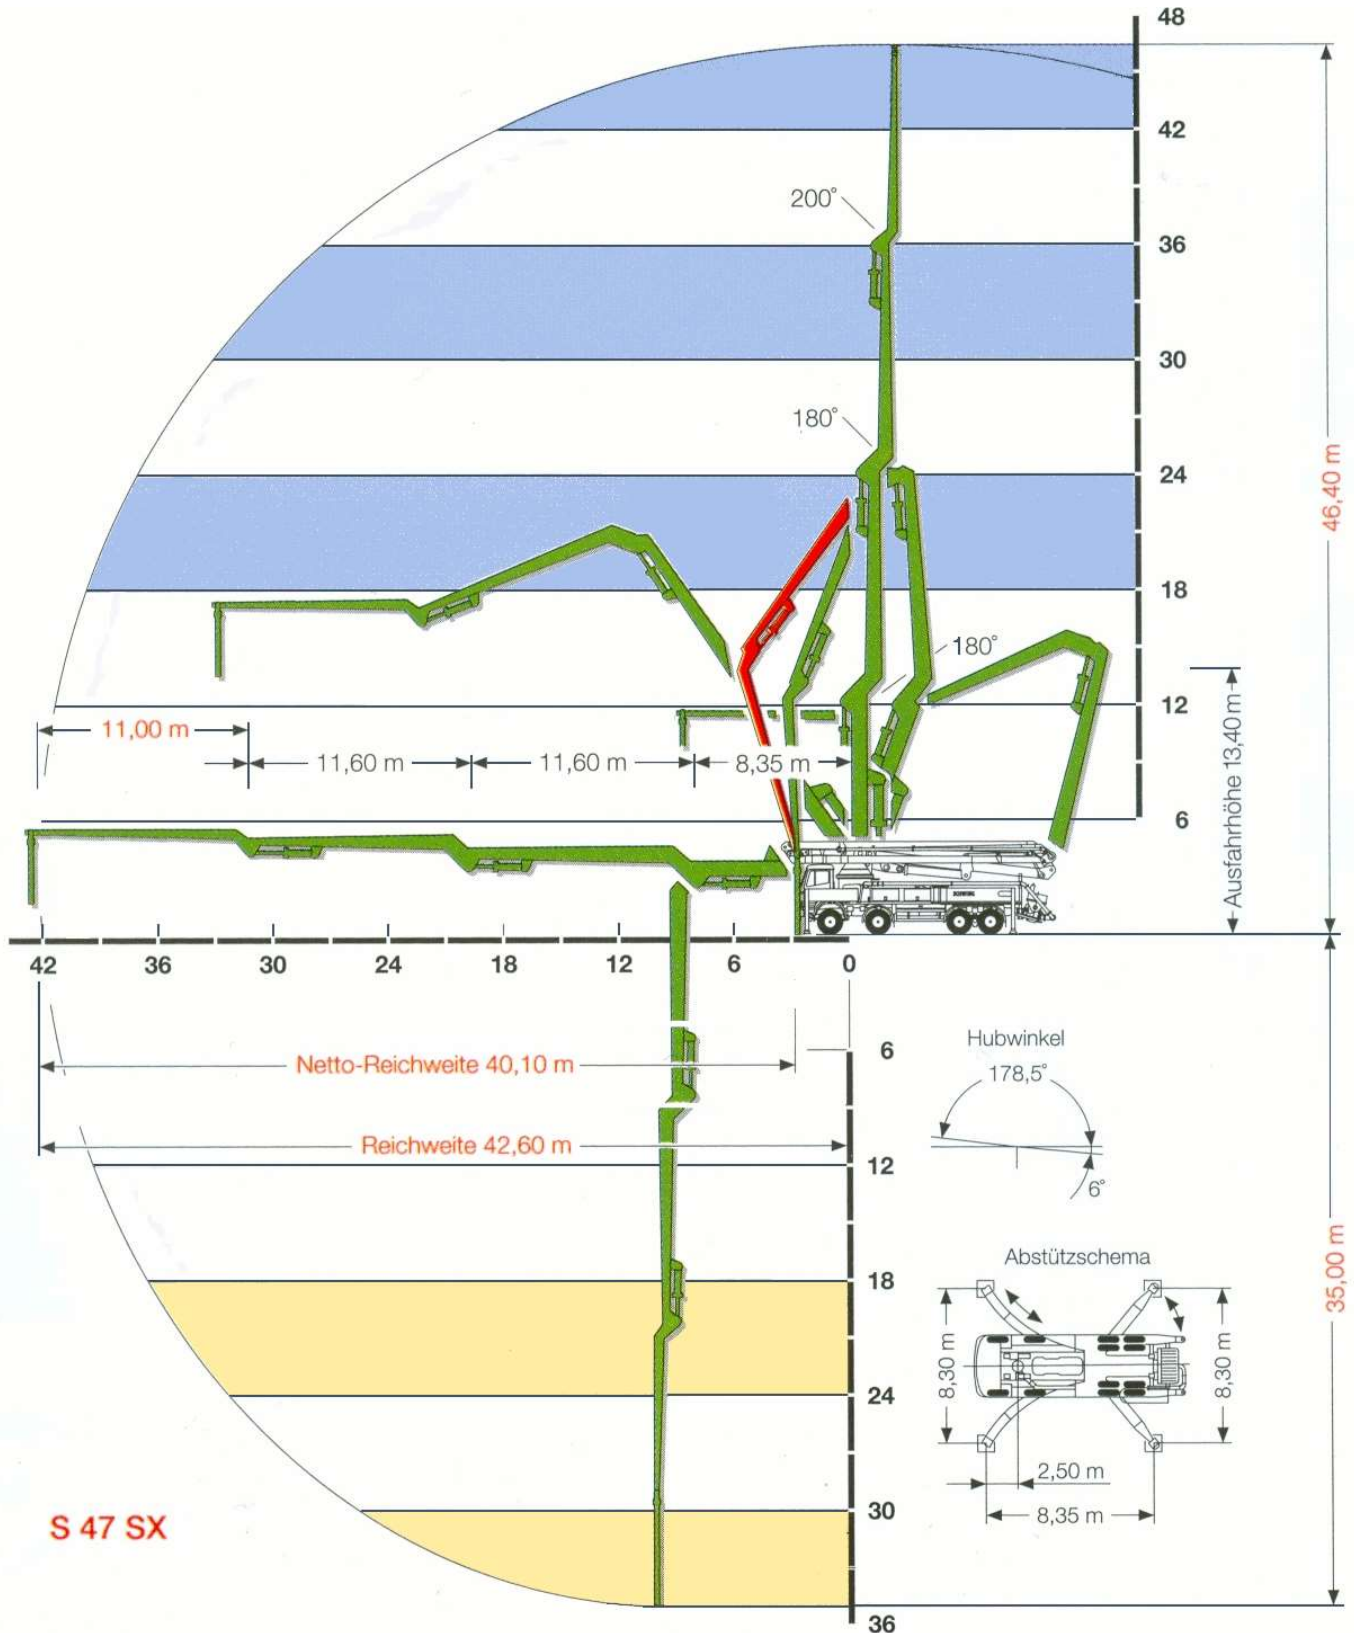 48
42
200°
36
30
180°
46,40 m
24
18
180°
12
11,00 m
11,60 m
11,60 m
8,35 m
Ausfahrhöhe 13,40 m
6
42
36
30
24
18
12
6
0
6
Hubwinkel
178,5°
Netto-Reichweite 40,10 m
Reichweite 42,60 m
12
6°
Abstützschema
18
35,00 m
8,30 m
8,30 m
24
2,50 m
8,35 m
30
S 47 SX
36